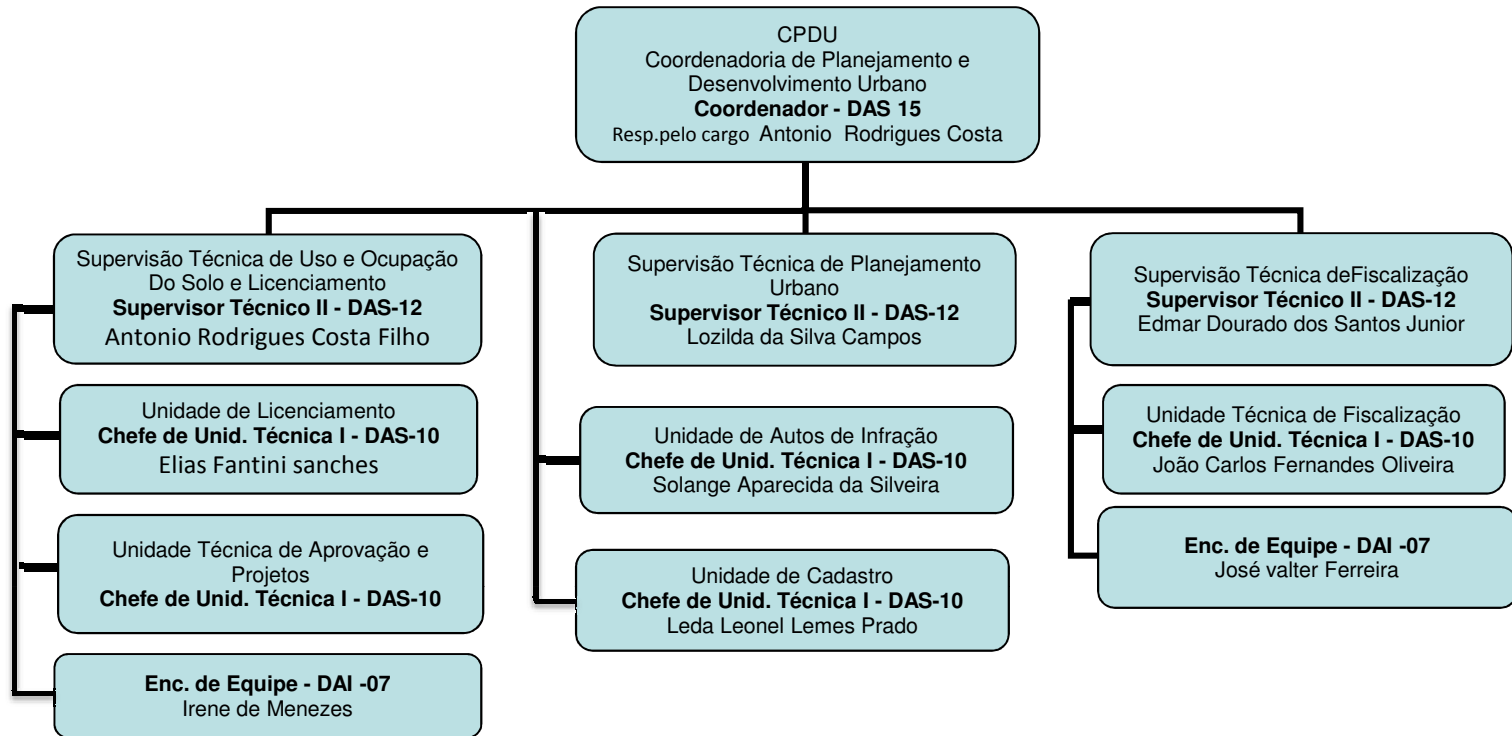 CPDU
Coordenadoria de Planejamento e
Desenvolvimento Urbano
Coordenador - DAS 15
Resp.pelo cargo Antonio Rodrigues Costa
Supervisão Técnica de Uso e Ocupação
Do Solo e Licenciamento
Supervisor Técnico II - DAS-12
Antonio Rodrigues Costa Filho
Unidade de Licenciamento
Chefe de Unid. Técnica I - DAS-10
Elias Fantini sanches
Unidade Técnica de Aprovação e
Projetos
Chefe de Unid. Técnica I - DAS-10
Enc. de Equipe - DAI -07
Irene de Menezes
Supervisão Técnica de Planejamento
Urbano
Supervisor Técnico II - DAS-12
Lozilda da Silva Campos
Unidade de Autos de Infração
Chefe de Unid. Técnica I - DAS-10
Solange Aparecida da Silveira
Unidade de Cadastro
Chefe de Unid. Técnica I - DAS-10
Leda Leonel Lemes Prado
Supervisão Técnica deFiscalização
Supervisor Técnico II - DAS-12
Edmar Dourado dos Santos Junior
Unidade Técnica de Fiscalização
Chefe de Unid. Técnica I - DAS-10
João Carlos Fernandes Oliveira
Enc. de Equipe - DAI -07
José valter Ferreira